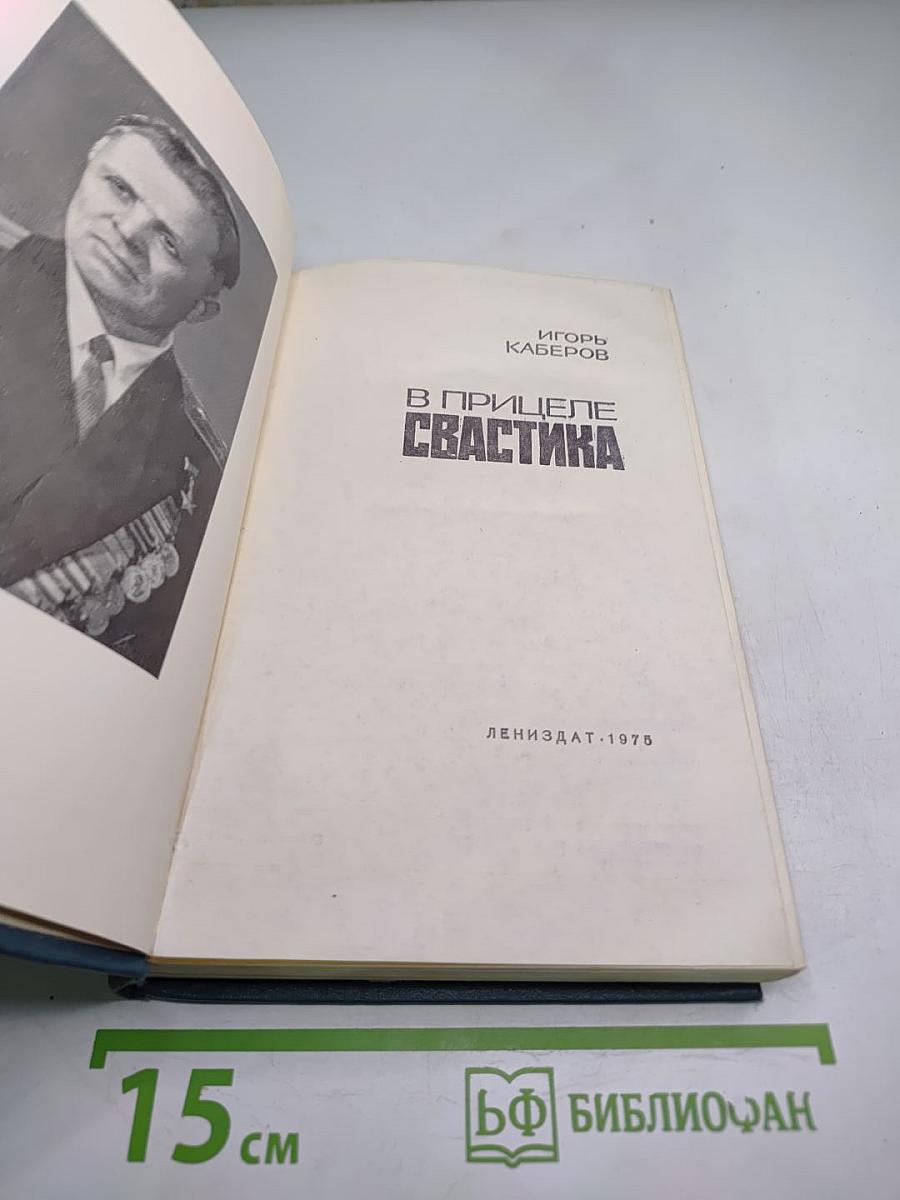 ИГОРЬ
КАБЕРОВ
В ПРИЦЕЛЕ
СВАСТИКА
ЛЕНИЗДАТ·1975
15 СМ
БФ БИБЛИОФАН